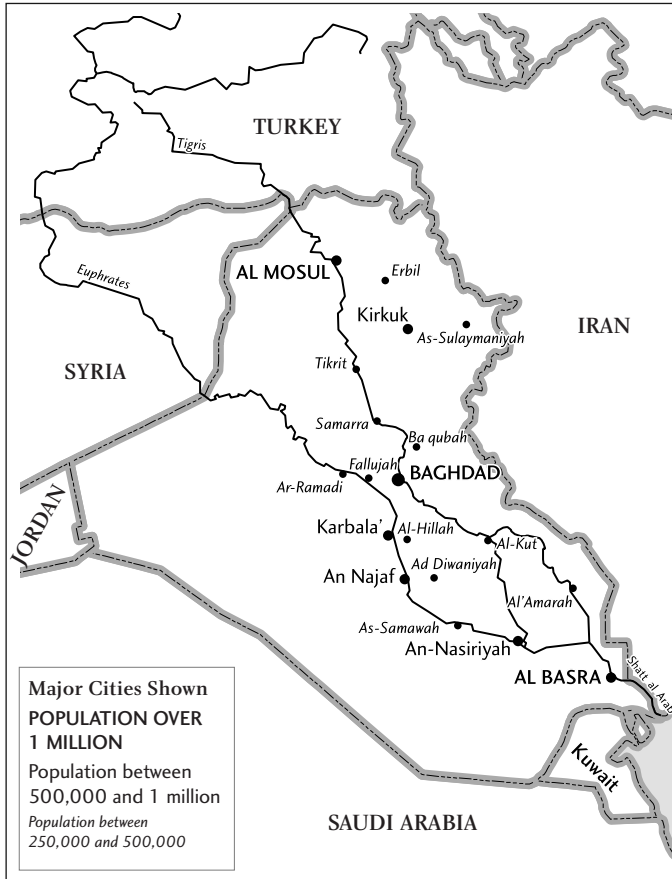 TURKEY
Tigris
AL MOSUL
Erbil
Euphrates
Kirkuk
As-Sulaymaniyah
IRAN
SYRIA
Tikrit
Samarra
Ba qubah
Fallujah
BAGHDAD
Ar-Ramadi
JORDAN
Karbala’
Al-Hillah
Al-Kut
An Najaf
Ad Diwaniyah
Al’Amarah
As-Samawah
An-Nasiriyah
AL BASRA
Shatt al Arab
Kuwait
SAUDI ARABIA
Major Cities Shown
POPULATION OVER
1 MILLION
Population between
500,000 and 1 million
Population between
250,000 and 500,000